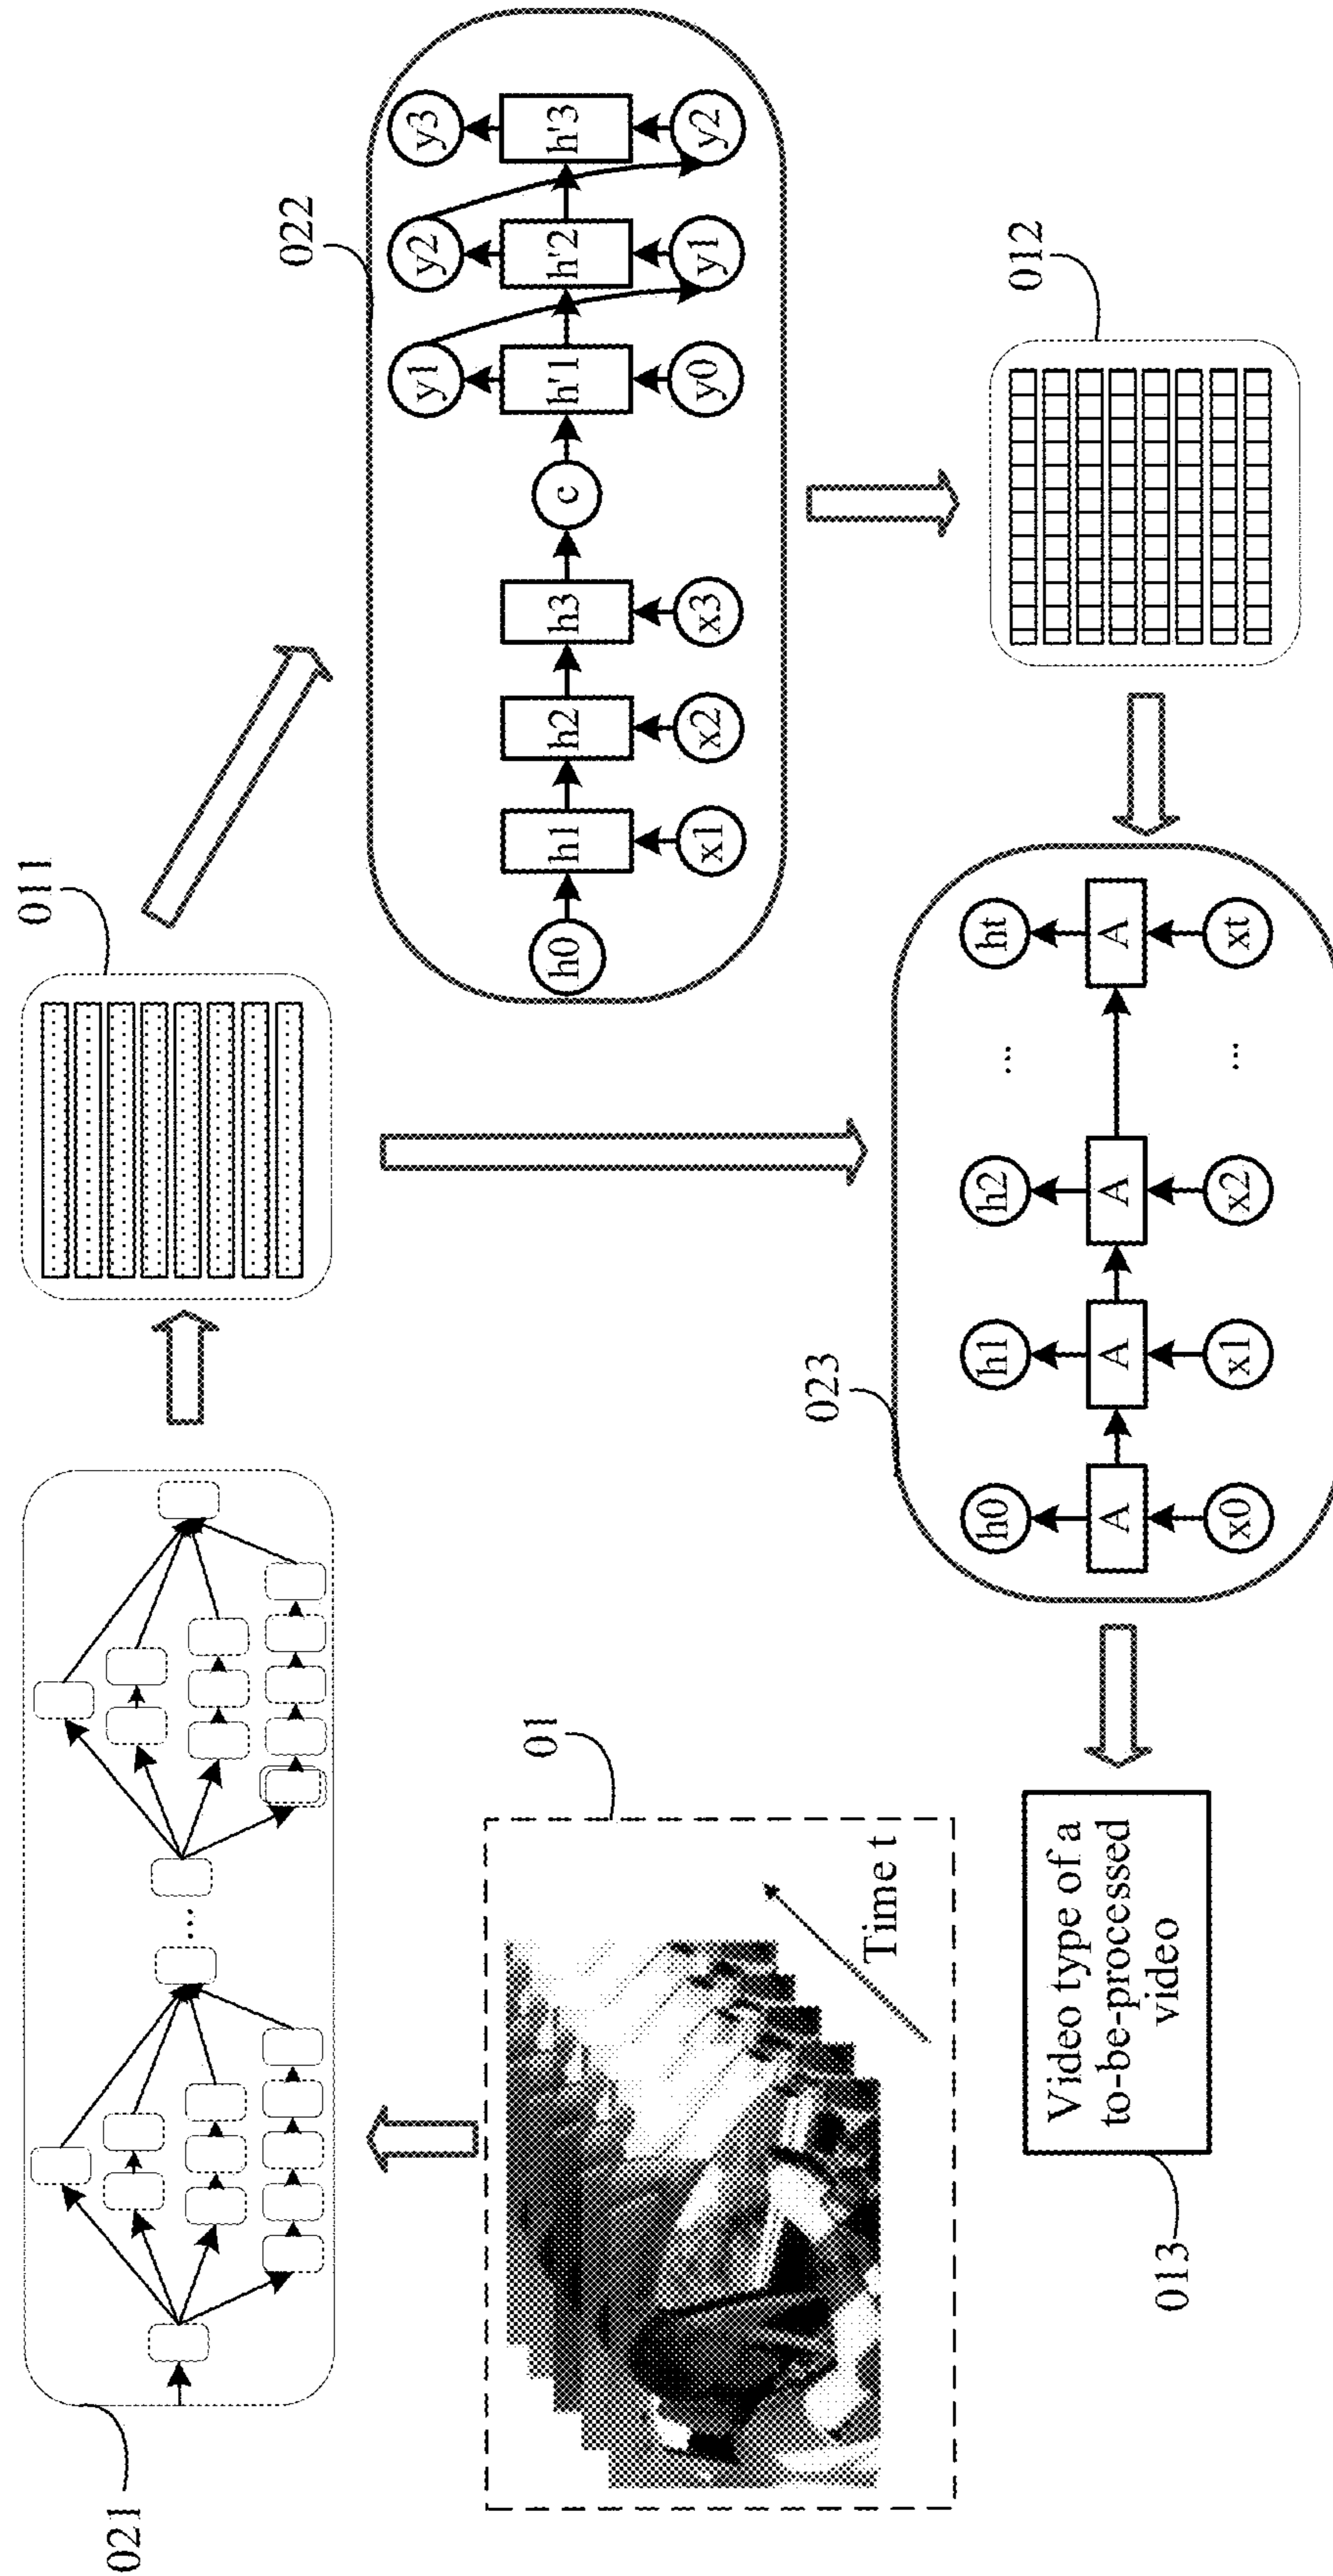 021
011
022
y1
y2
y3
h0
h1
h2
h3
c
h'1
h'2
h'3
x1
x2
x3
y0
y1
y2
01
Time t
023
012
h0
h1
h2
...
ht
A
A
A
A
x0
x1
x2
...
xt
Video type of a
to-be-processed
video
013